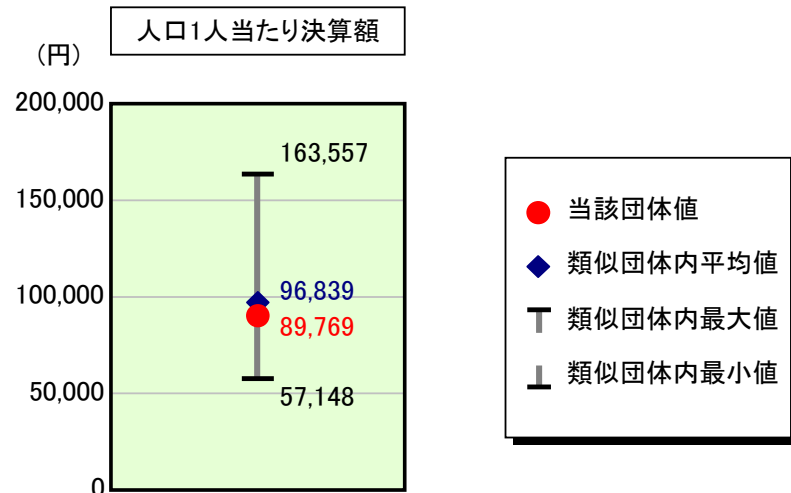 人口1人当たり決算額
(円)
200,000
150,000
100,000
50,000
0
163,557
96,839
89,769
57,148
当該団体値
類似団体内平均値
類似団体内最大値
類似団体内最小値